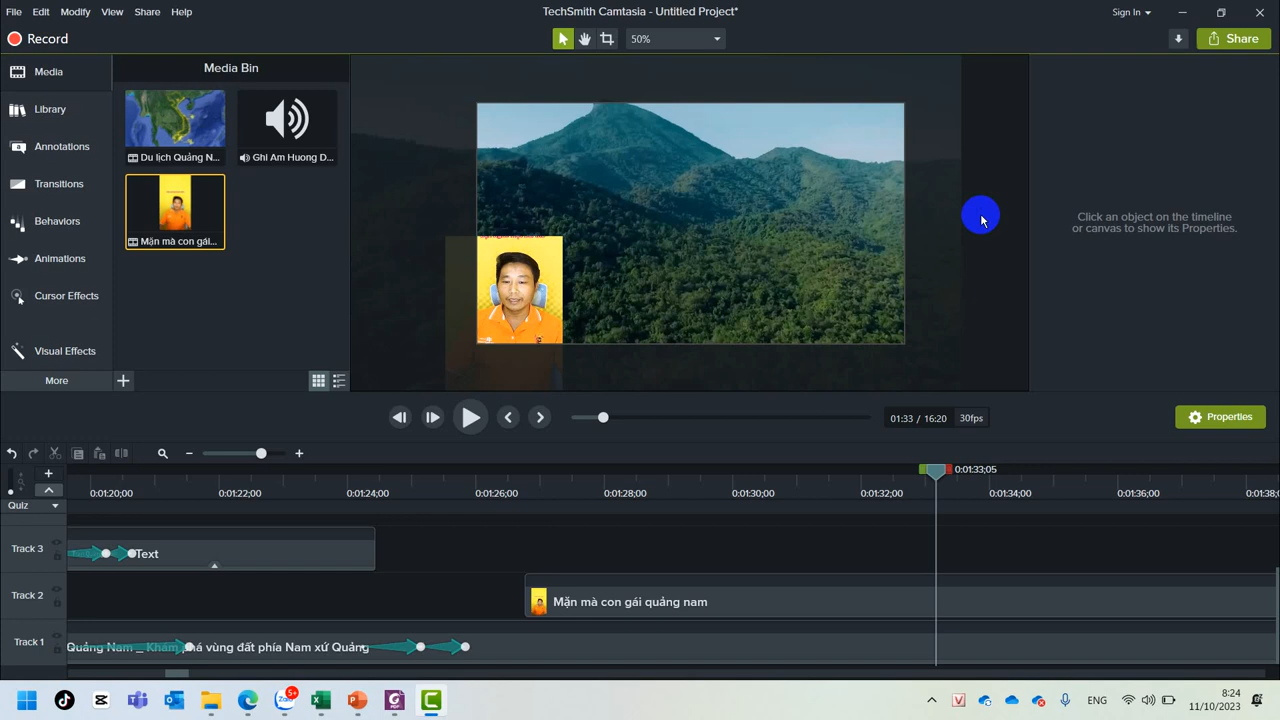 File Edit Modify View Share Help
TechSmith Camtasia - Untitled Project*
Sign In
Record
50%
Share
Media
Library
Annotations
Transitions
Behaviors
Animations
Cursor Effects
Visual Effects
More
Media Bin
Du lịch Quảng N...
Ghi Am Huong D...
Mặn mà con gái...
Click an object on the timeline
or canvas to show its Properties.
01:33 / 16:20 30fps
Properties
0:01:33;05
0:01:20;00 0:01:22;00 0:01:24;00 0:01:26;00 0:01:28;00 0:01:30;00 0:01:32;00 0:01:34;00 0:01:36;00 0:01:38;
Quiz
Track 3
Text
Track 2
Mặn mà con gái quảng nam
Track 1
Quảng Nam _ Khám phá vùng đất phía Nam xứ Quảng
5+
Zalo
ENG
8:24
11/10/2023